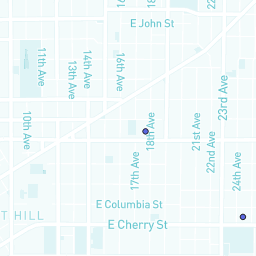 E John St
11th Ave
13th Ave
14th Ave
16th Ave
10th Ave
17th Ave
18th Ave
21st Ave
22nd Ave
23rd Ave
24th Ave
E Columbia St
T HILL
E Cherry St